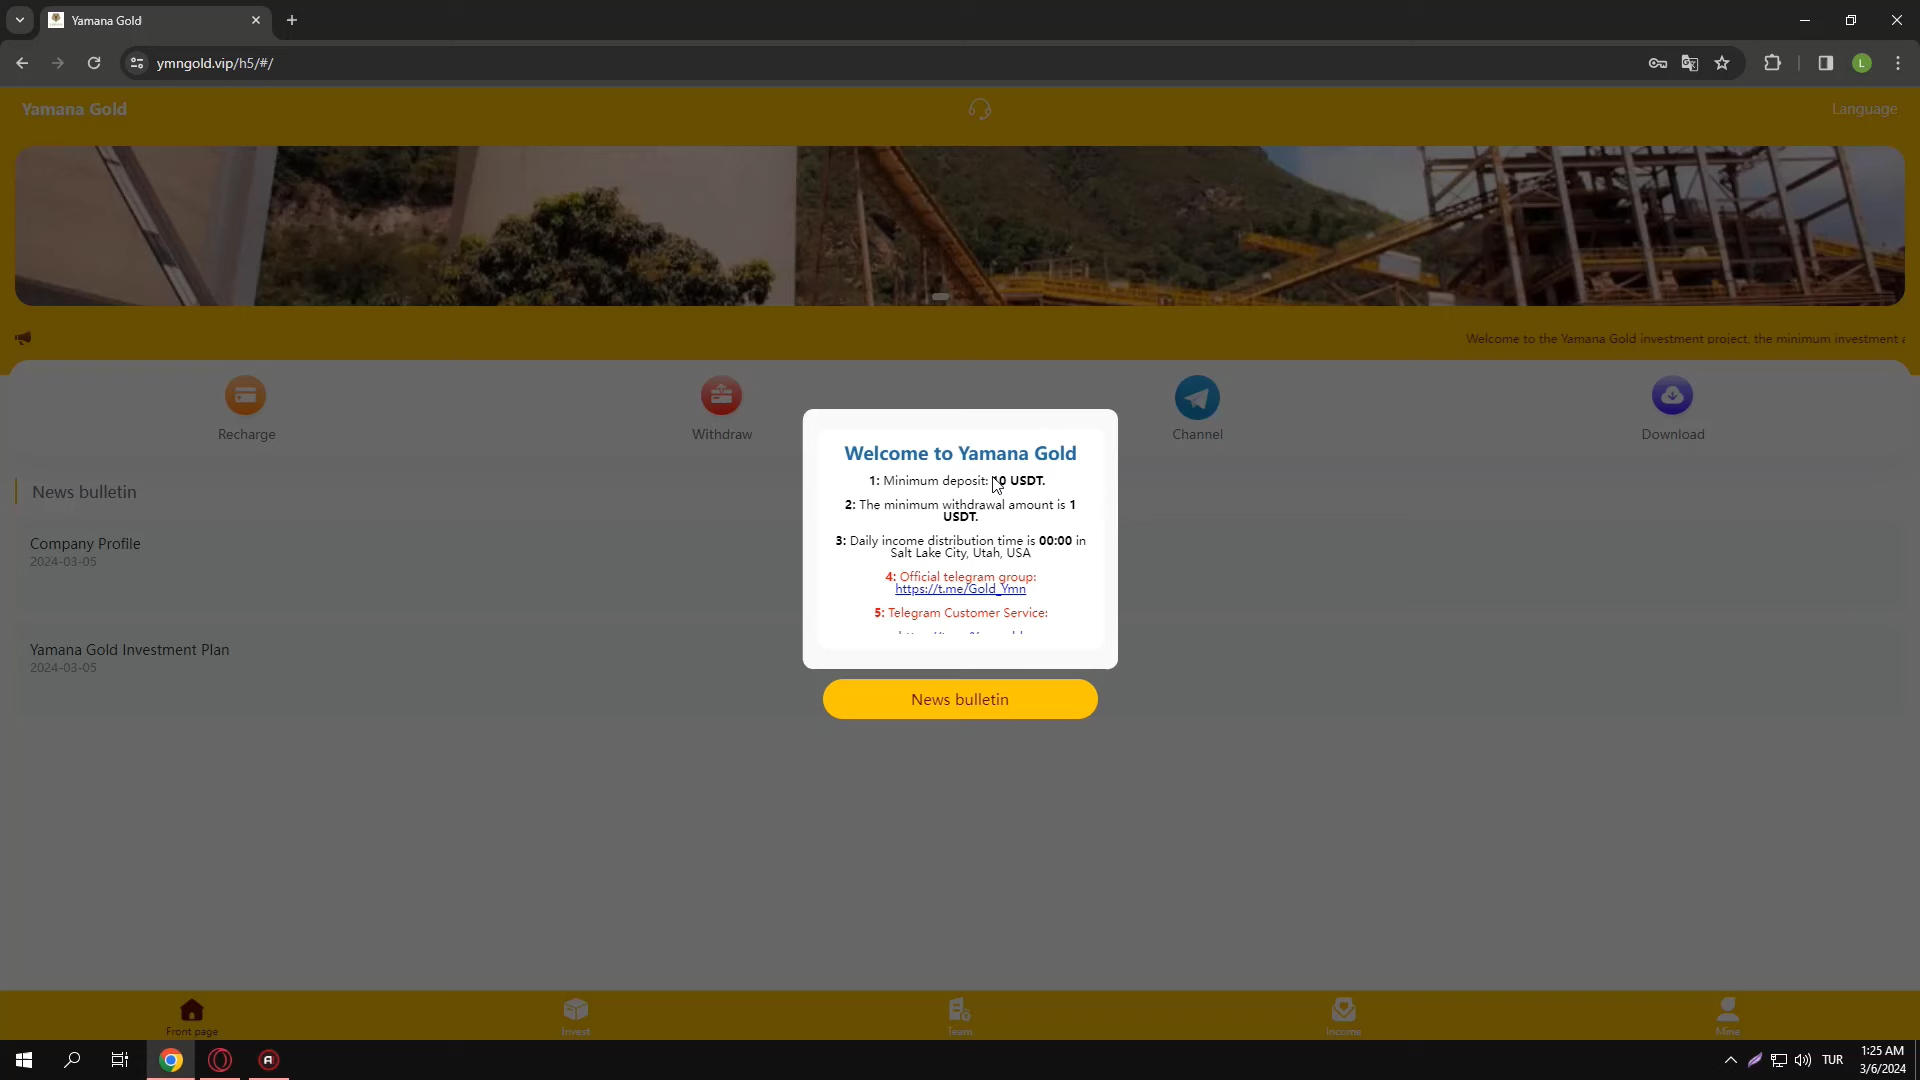 Yamana Gold
ymngold.vip/h5/#/
L
Yamana Gold
Language
Welcome to the Yamana Gold investment project, the minimum investment
Recharge
Withdraw
Channel
Download
News bulletin
Company Profile
2024-03-05
Yamana Gold Investment Plan
2024-03-05
Welcome to Yamana Gold
1: Minimum deposit: 10 USDT.
2: The minimum withdrawal amount is 1
USDT.
3: Daily income distribution time is 00:00 in
Salt Lake City, Utah, USA
4: Official telegram group:
https://t.me/Gold_Ymn
5: Telegram Customer Service:
News bulletin
Front page
Invest
Team
Income
Mine
TUR
1:25 AM
3/6/2024